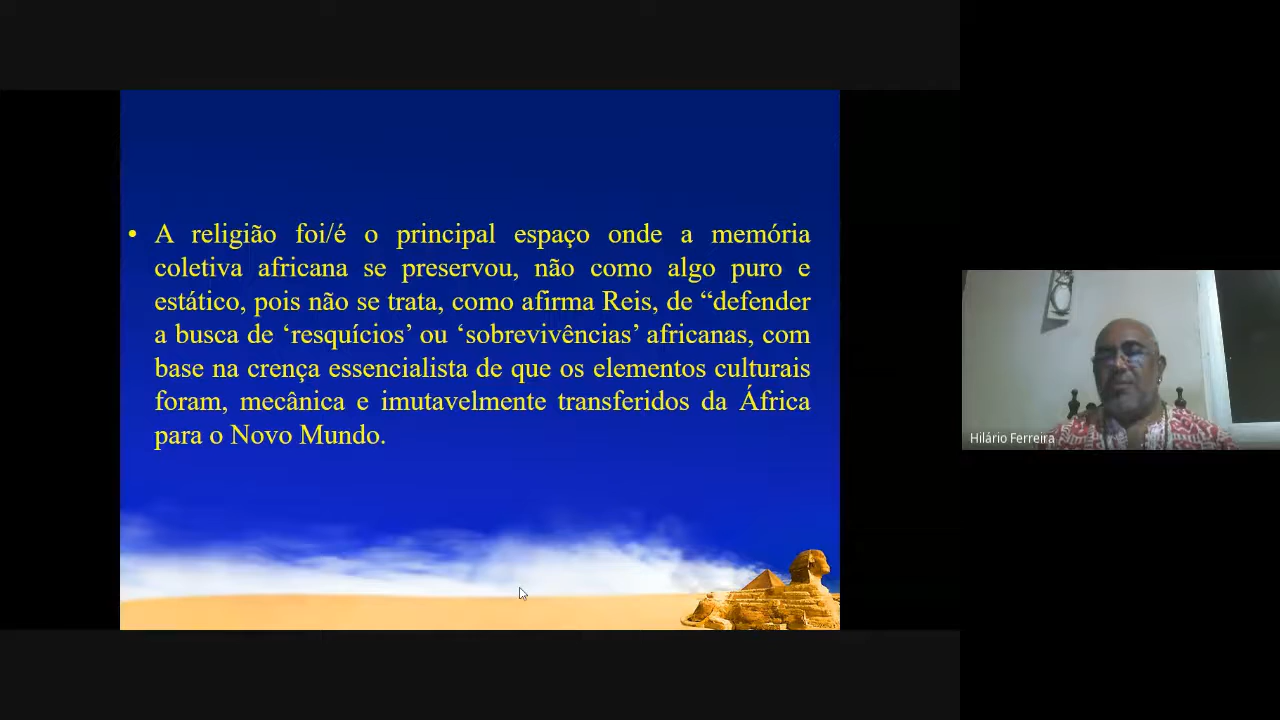 • A religião foi/é o principal espaço onde a memória
coletiva africana se preservou, não como algo puro e
estático, pois não se trata, como afirma Reis, de “defender
a busca de ‘resquícios’ ou ‘sobrevivências’ africanas, com
base na crença essencialista de que os elementos culturais
foram, mecânica e imutavelmente transferidos da África
para o Novo Mundo.
Hilário Ferreira